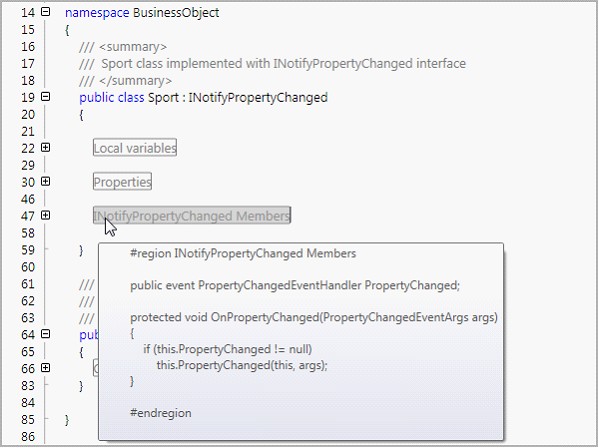 14 namespace BusinessObject
15 {
16 /// <summary>
17 /// Sport class implemented with INotifyPropertyChanged interface
18 /// </summary>
19 public class Sport : INotifyPropertyChanged
20 {
21
22 Local variables
29
30 Properties
46
47 INotifyPropertyChanged Members
58
59 }
60
61 ///
62 ///
63 ///
64 pub
65 {
66
83 }
84
85 }
86
#region INotifyPropertyChanged Members
public event PropertyChangedEventHandler PropertyChanged;
protected void OnPropertyChanged(PropertyChangedEventArgs args)
{
if (this.PropertyChanged != null)
this.PropertyChanged(this, args);
}
#endregion